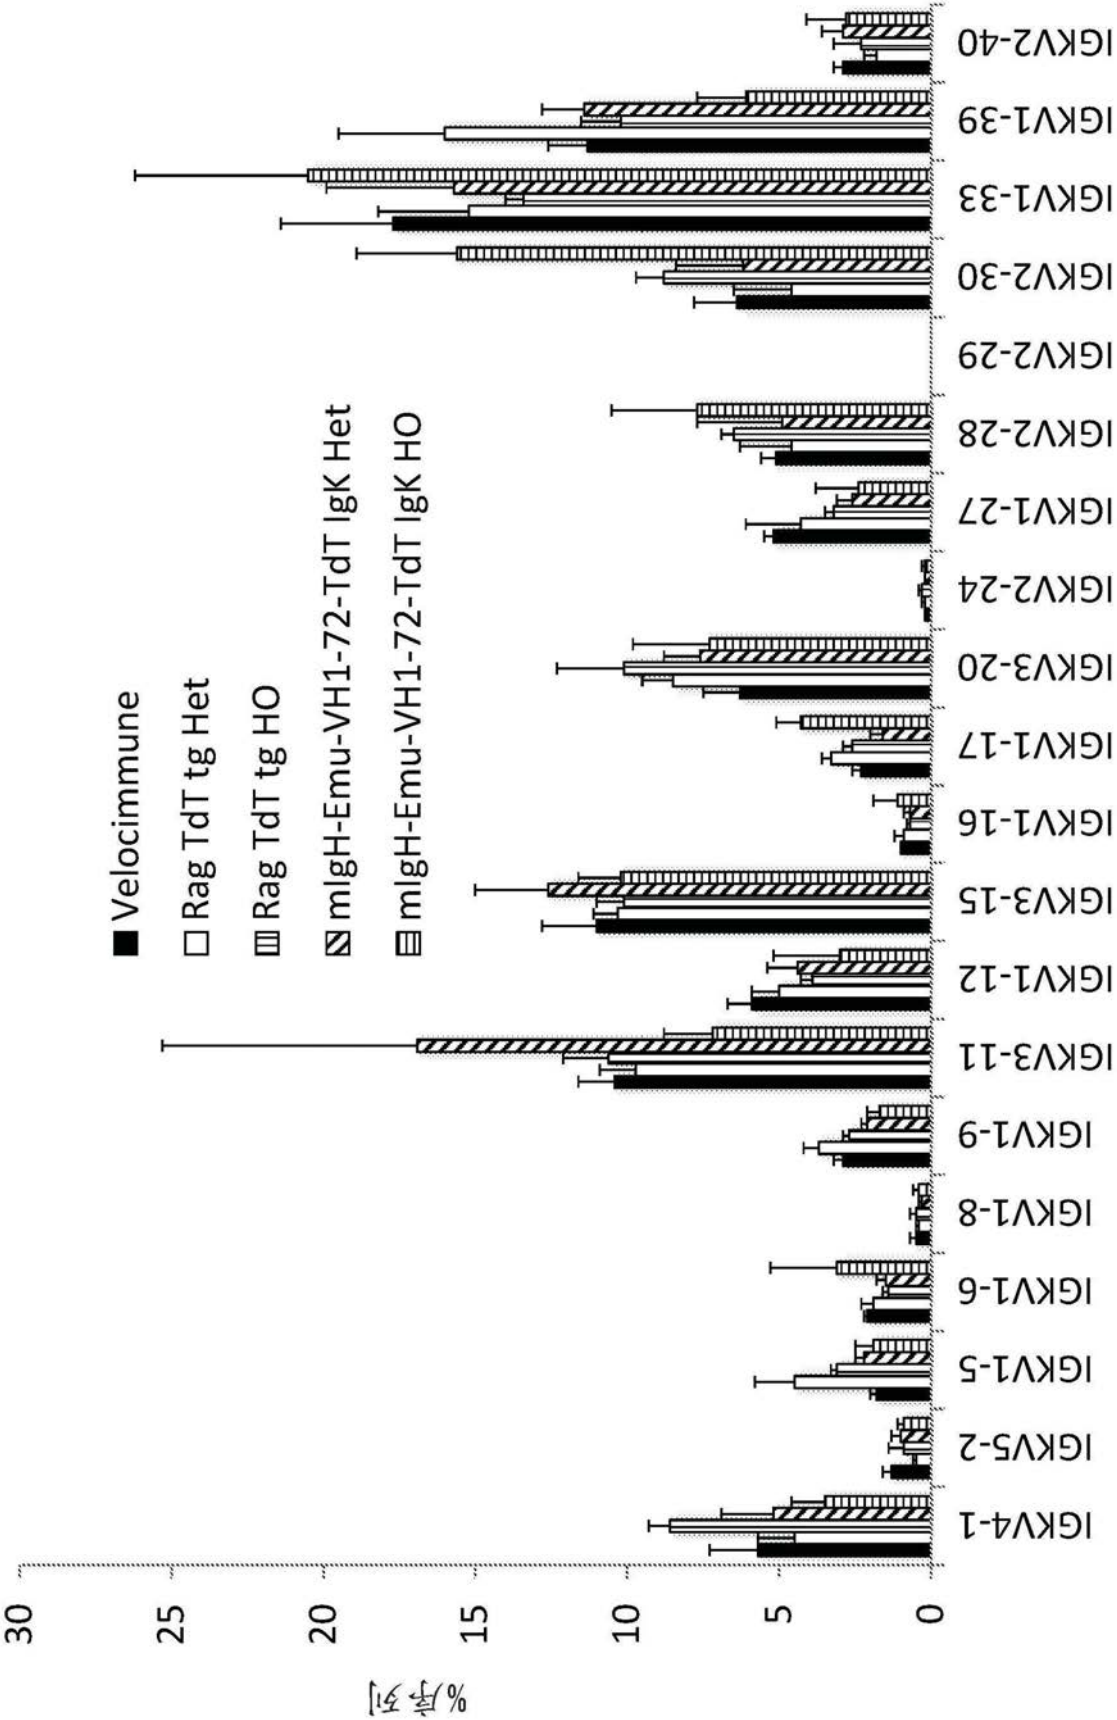 %序列
30
25
20
15
10
5
0
Velocimmune
Rag TdT tg Het
Rag TdT tg HO
mIgH-Emu-VH1-72-TdT IgK Het
mIgH-Emu-VH1-72-TdT IgK HO
IGKV4-1
IGKV5-2
IGKV1-5
IGKV1-6
IGKV1-8
IGKV1-9
IGKV3-11
IGKV1-12
IGKV3-15
IGKV1-16
IGKV1-17
IGKV3-20
IGKV2-24
IGKV1-27
IGKV2-28
IGKV2-29
IGKV2-30
IGKV1-33
IGKV1-39
IGKV2-40